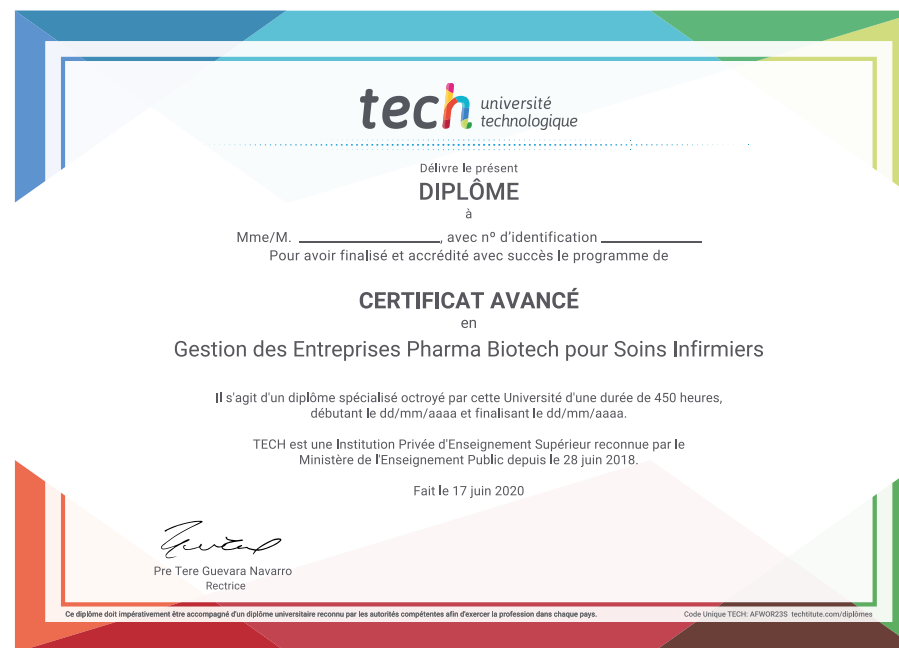 tech université
technologique
Délivre le présent
DIPLÔME
à
Mme/M. ____________________, avec nº d'identification ______________
Pour avoir finalisé et accrédité avec succès le programme de
CERTIFICAT AVANCÉ
en
Gestion des Entreprises Pharma Biotech pour Soins Infirmiers
Il s'agit d'un diplôme spécialisé octroyé par cette Université d'une durée de 450 heures,
débutant le dd/mm/aaaa et finalisant le dd/mm/aaaa.
TECH est une Institution Privée d'Enseignement Supérieur reconnue par le
Ministère de l'Enseignement Public depuis le 28 juin 2018.
Fait le 17 juin 2020
Pre Tere Guevara Navarro
Rectrice
Ce diplôme doit impérativement être accompagné d'un diplôme universitaire reconnu par les autorités compétentes afin d'exercer la profession dans chaque pays.
Code Unique TECH: AFWOR23S techtitute.com/diplômes